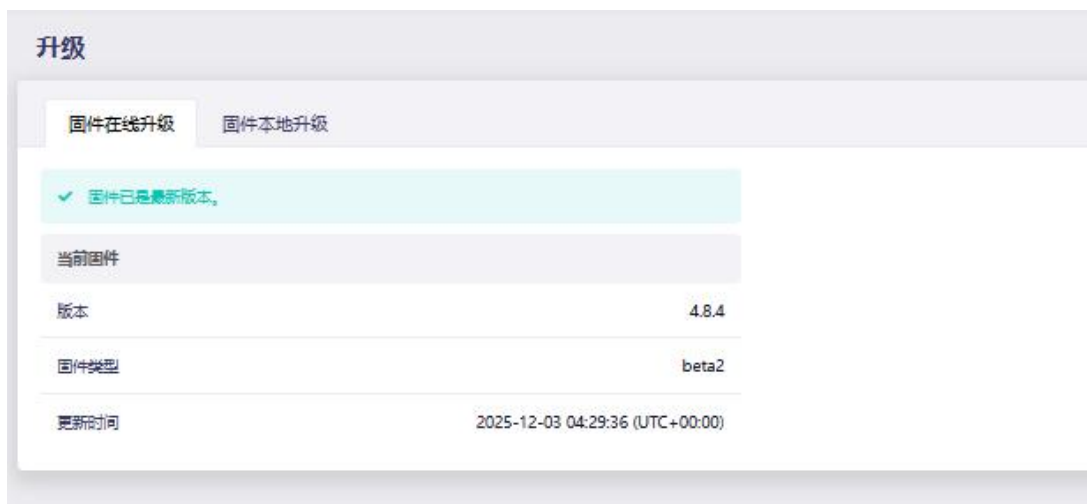 升级
固件在线升级 固件本地升级
固件已是最新版本。
当前固件
版本 4.8.4
固件类型 beta2
更新时间 2025-12-03 04:29:36 (UTC+00:00)